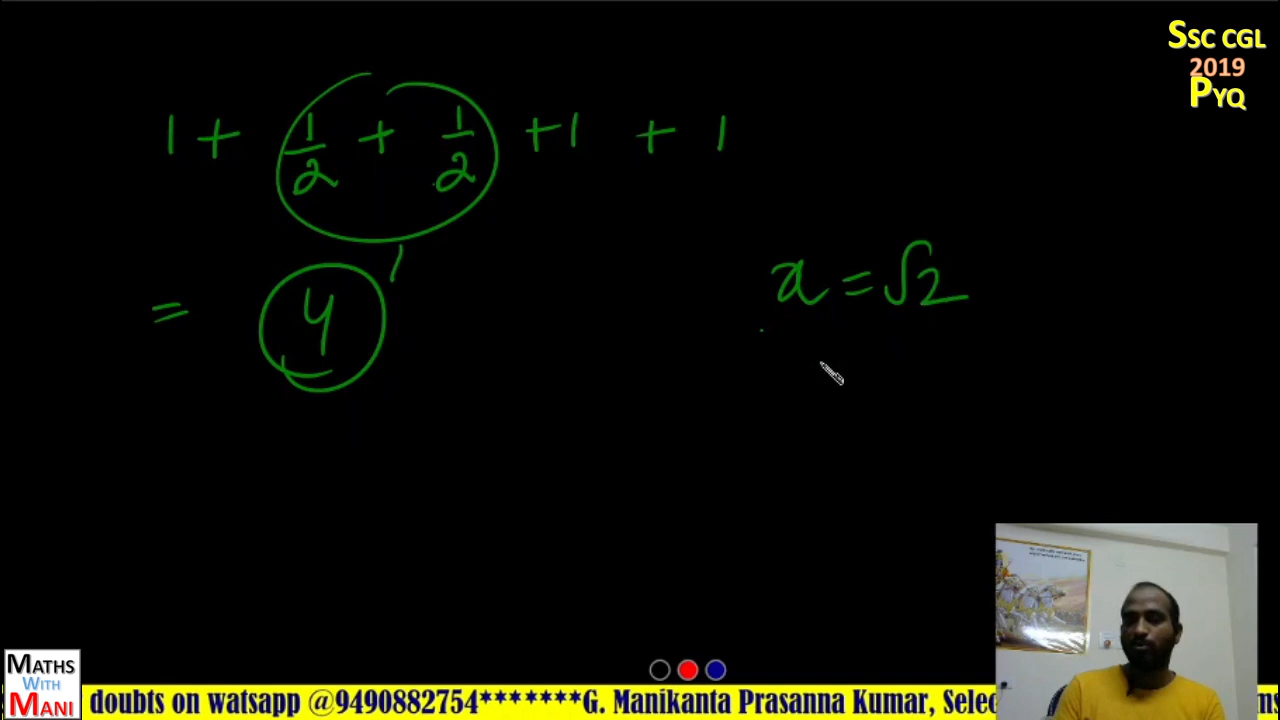 SSC CGL
2019
PYQ
1 + 1/2 + 1/2 + 1 + 1
1
= 4
x = √2
MATHS
WITH
MANI
doubts on watsapp @9490882754*******G. Manikanta Prasanna Kumar,